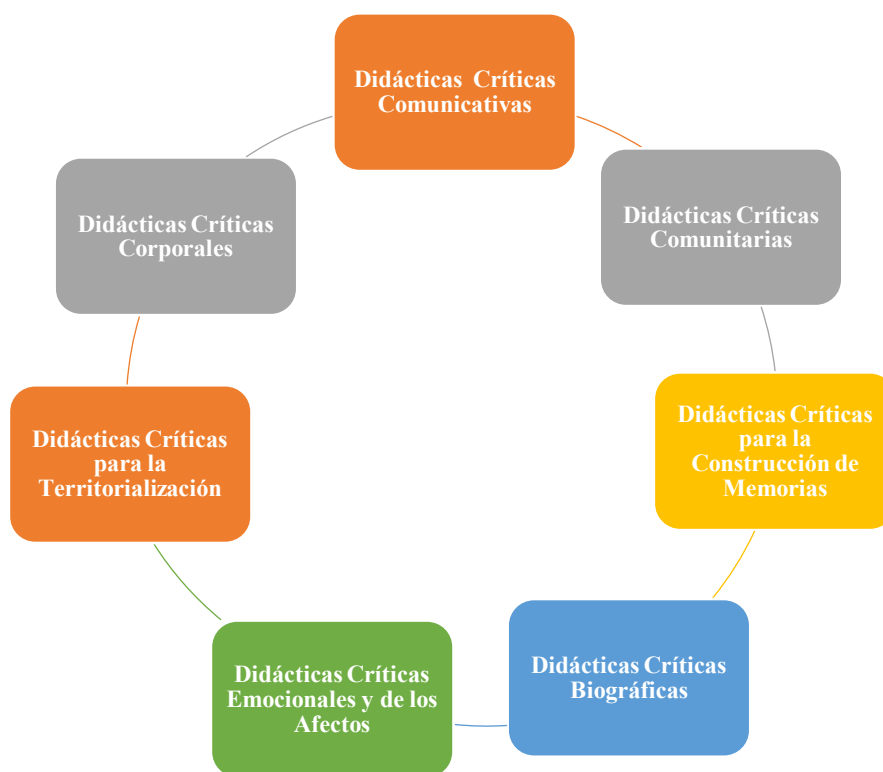 Didácticas Críticas
Comunicativas
Didácticas Críticas
Comunitarias
Didácticas Críticas
para la
Construcción de
Memorias
Didácticas Críticas
Biográficas
Didácticas Críticas
Emocionales y de los
Afectos
Didácticas Críticas
para la
Territorialización
Didácticas Críticas
Corporales